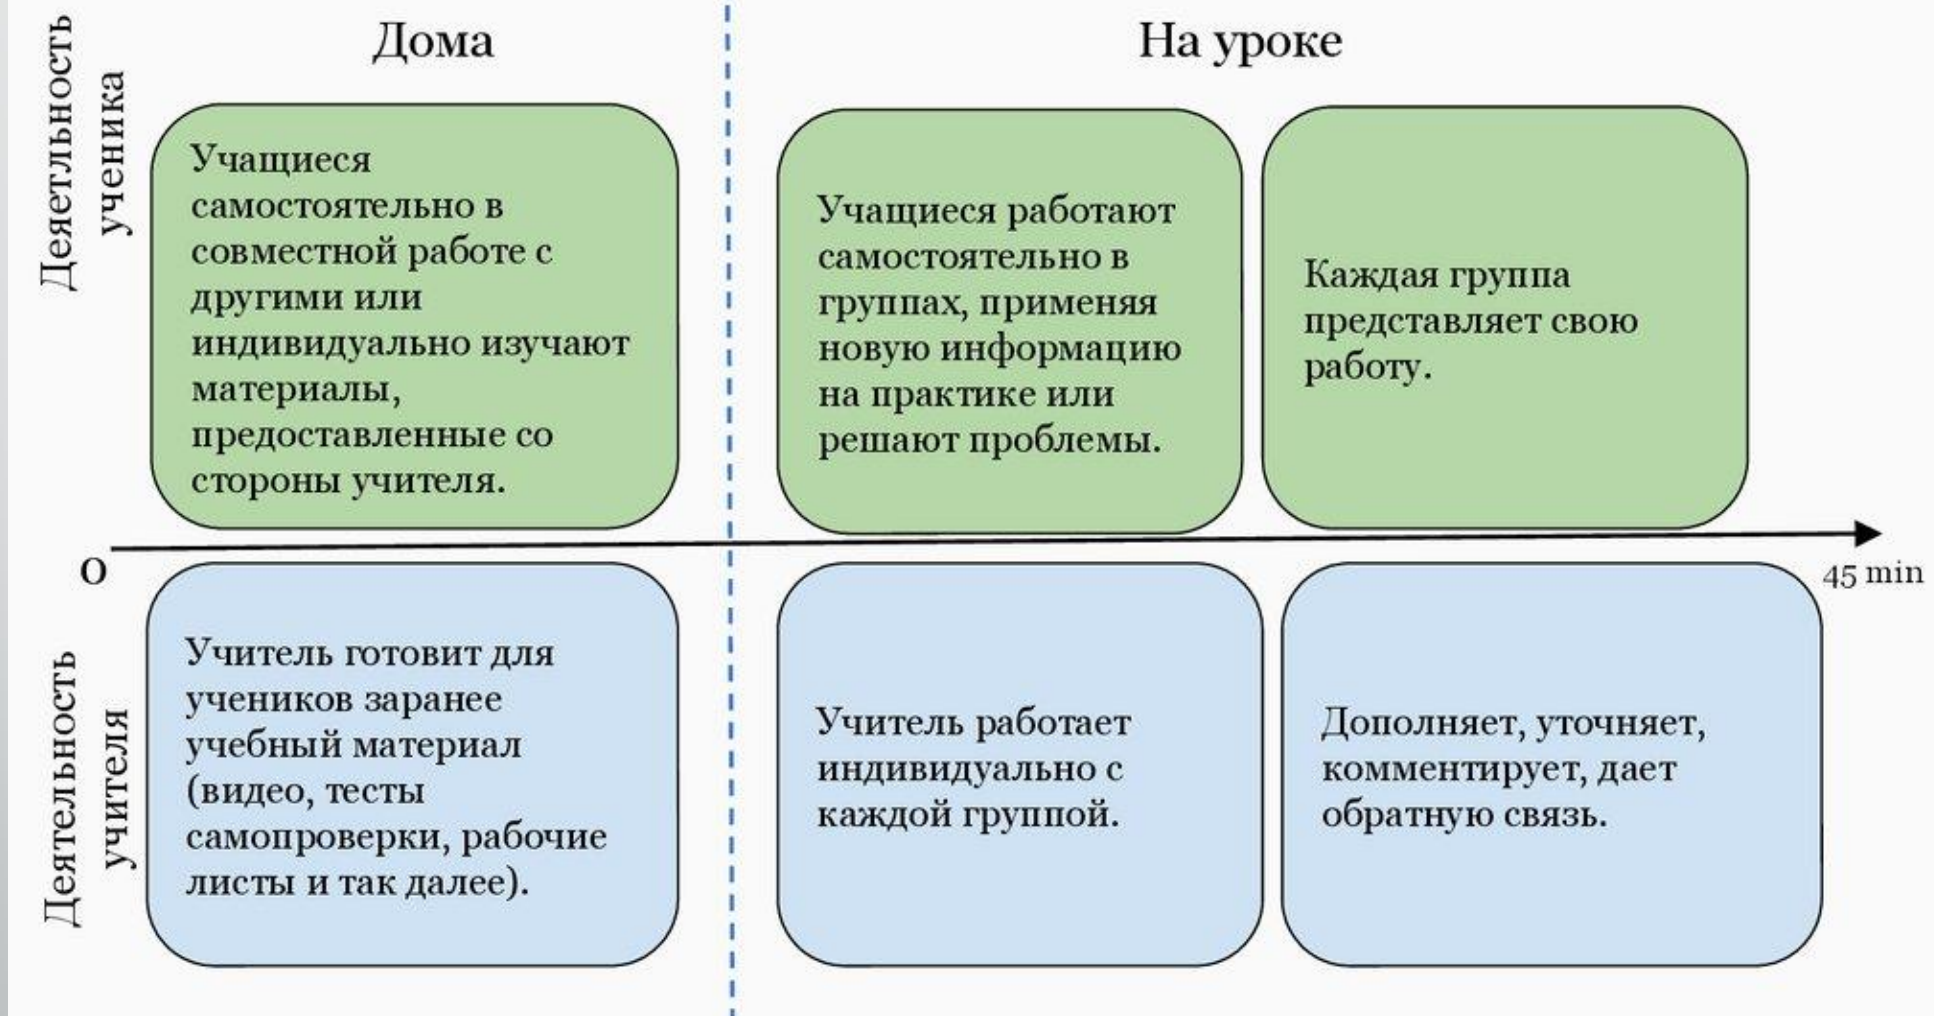 Деяетльность
ученика
Дома
На уроке
Учащиеся
самостоятельно в
совместной работе с
другими или
индивидуально изучают
материалы,
предоставленные со
стороны учителя.
Учащиеся работают
самостоятельно в
группах, применяя
новую информацию
на практике или
решают проблемы.
Каждая группа
представляет свою
работу.
0
45 min
Деятельность
учителя
Учитель готовит для
учеников заранее
учебный материал
(видео, тесты
самопроверки, рабочие
листы и так далее).
Учитель работает
индивидуально с
каждой группой.
Дополняет, уточняет,
комментирует, дает
обратную связь.